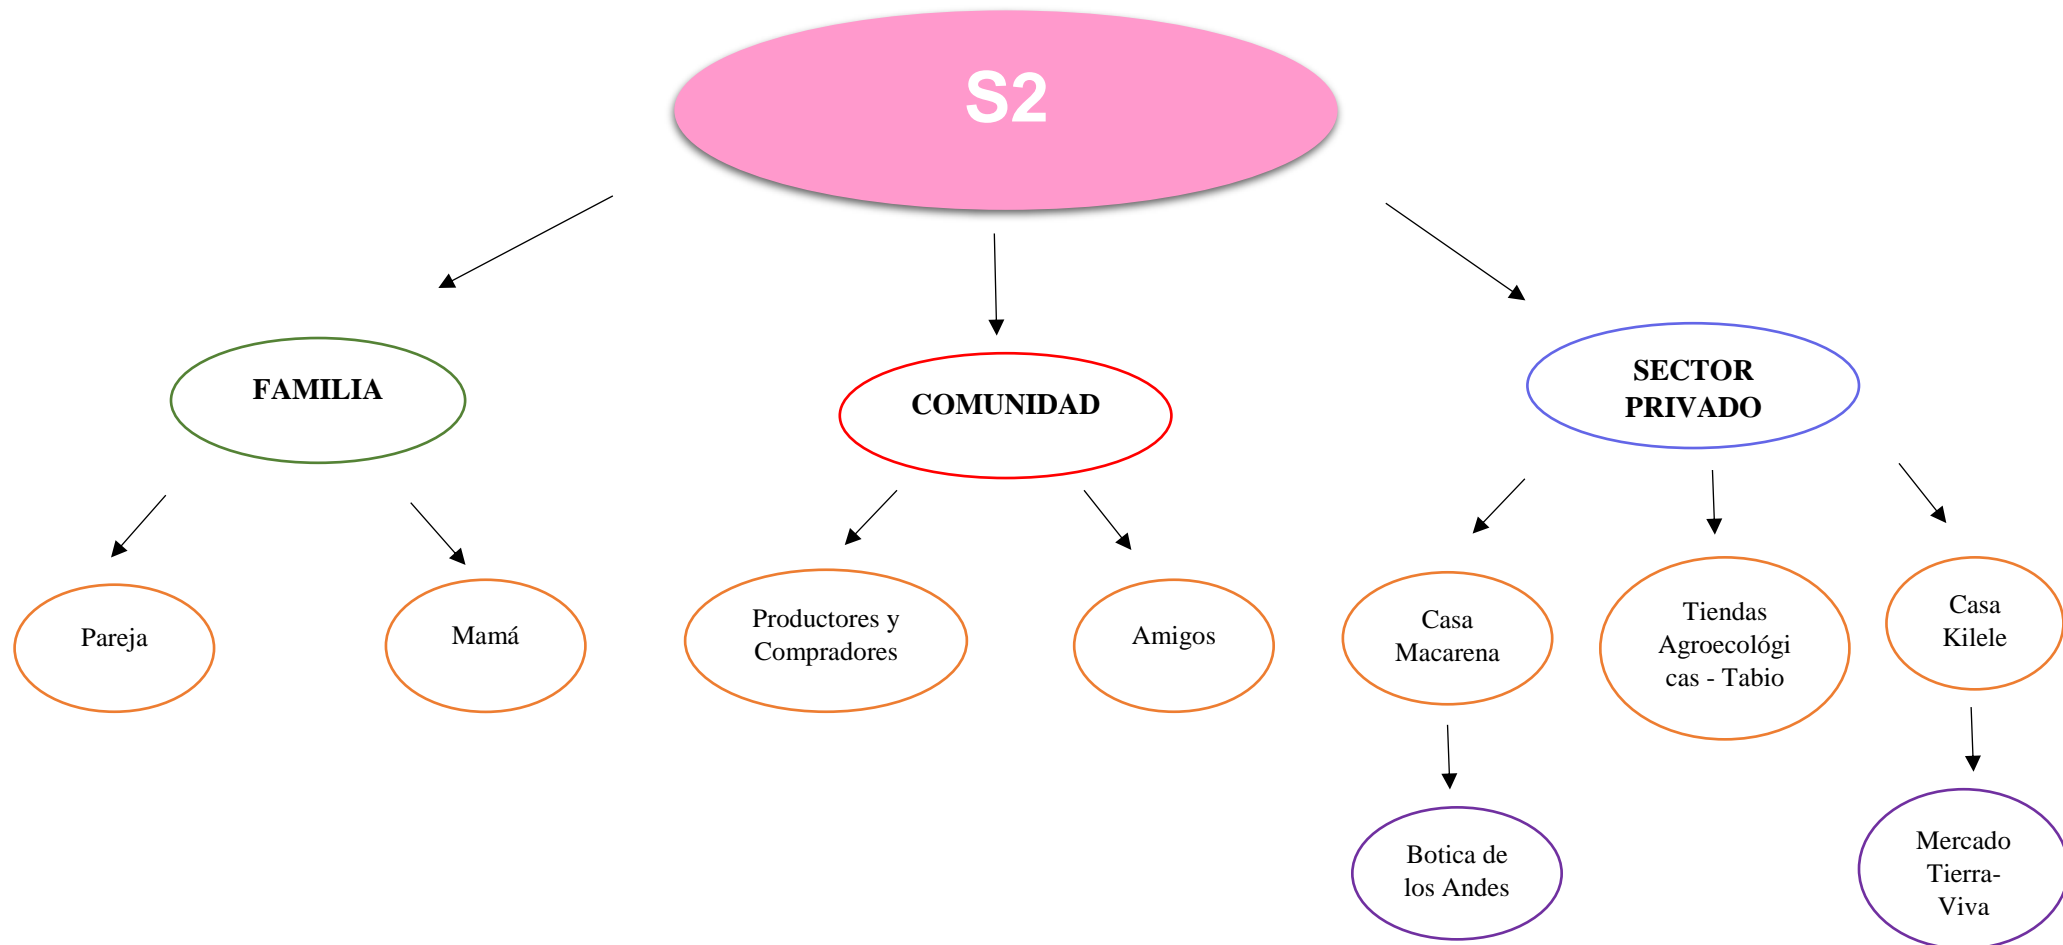 S2
FAMILIA
COMUNIDAD
SECTOR
PRIVADO
Pareja
Mamá
Productores y
Compradores
Amigos
Casa
Macarena
Tiendas
Agroecológi
cas - Tabio
Casa
Kilele
Botica de
los Andes
Mercado
Tierra-
Viva